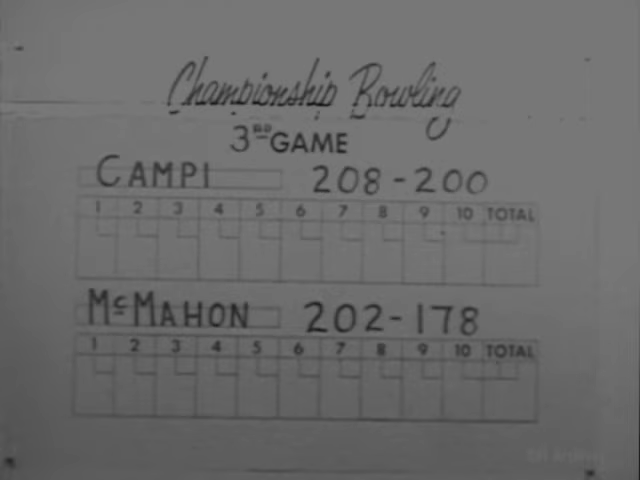 Championship Bowling
3RD GAME
CAMPI 208-200
1 2 3 4 5 6 7 8 9 10 TOTAL
McMAHON 202-178
1 2 3 4 5 6 7 8 9 10 TOTAL